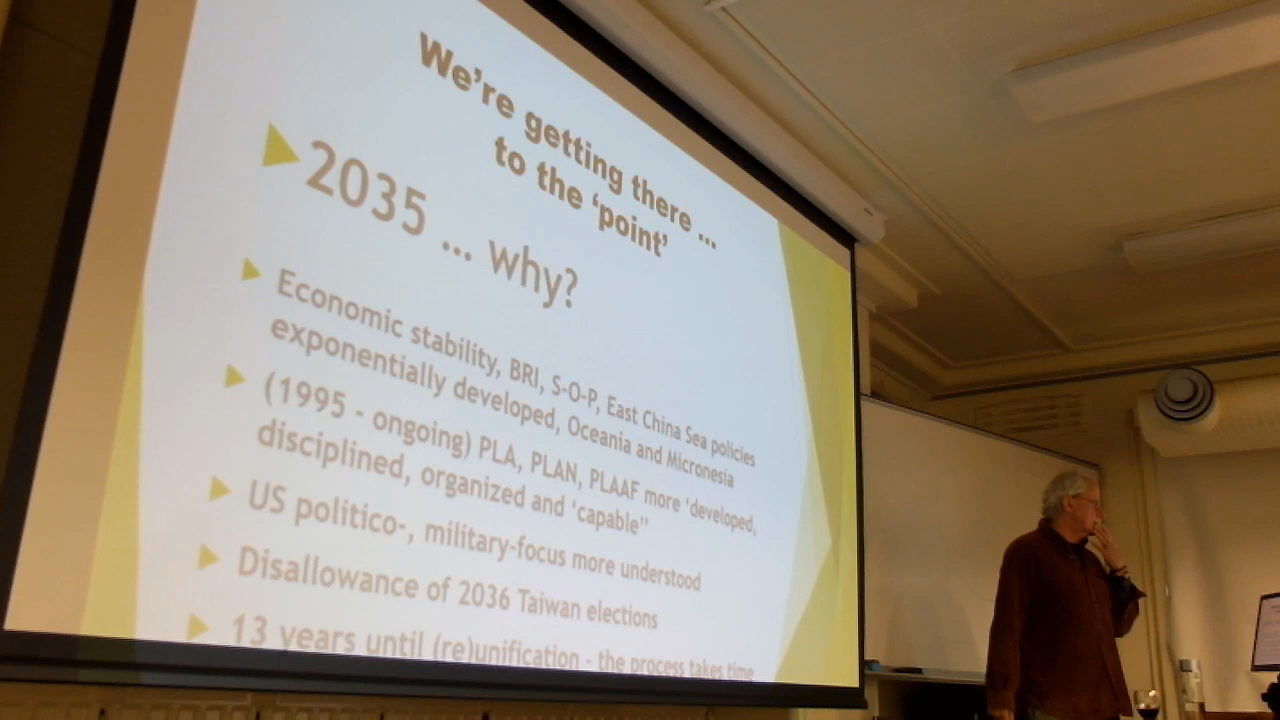 We're getting there ...
to the 'point'
2035 ... why?
Economic stability, BRI, S-O-P, East China Sea policies
exponentially developed, Oceania and Micronesia
(1995 - ongoing) PLA, PLAN, PLAAF more 'developed,
disciplined, organized and 'capable"
US politico-, military-focus more understood
Disallowance of 2036 Taiwan elections
13 years until (re)unification - the process takes time